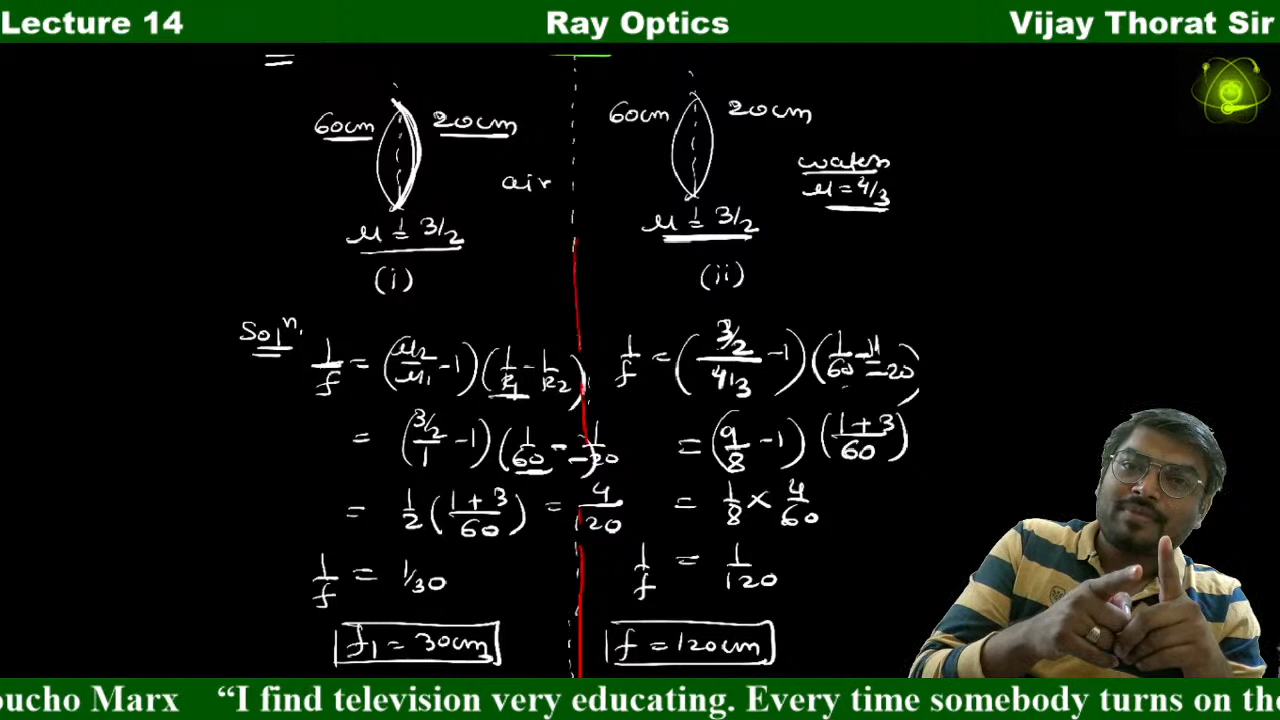 Lecture 14
Ray Optics
Vijay Thorat Sir
60cm 20cm
air
μ = 3/2
(i)
60cm 20cm
water
μ = 4/3
μ = 3/2
(ii)
Solⁿ.
1/f = (μ2/μ1 - 1)(1/R1 - 1/R2)
= (3/2/1 - 1)(1/60 - 1/-20)
= 1/2 (1+3/60) = 4/120
1/f = 1/30
f1 = 30cm
1/f = (3/2/4/3 - 1)(1/60 - 1/-20)
= (9/8 - 1)(1+3/60)
= 1/8 × 4/60
1/f = 1/120
f = 120cm
oucho Marx “I find television very educating. Every time somebody turns on the